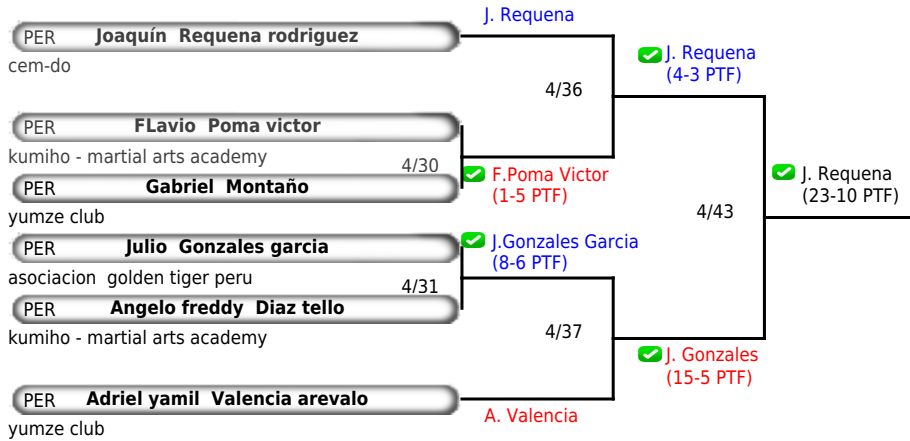 J. Requena
PER Joaquín Requena rodriguez
cem-do
J. Requena
(4-3 PTF)
4/36
PER FLavio Poma victor
kumiho - martial arts academy
4/30
F.Poma Victor
(1-5 PTF)
PER Gabriel Montaño
yumze club
J. Requena
(23-10 PTF)
4/43
PER Julio Gonzales garcia
J.Gonzales Garcia
(8-6 PTF)
asociacion golden tiger peru
4/31
PER Angelo freddy Diaz tello
kumiho - martial arts academy
4/37
J. Gonzales
(15-5 PTF)
PER Adriel yamil Valencia arevalo
A. Valencia
yumze club